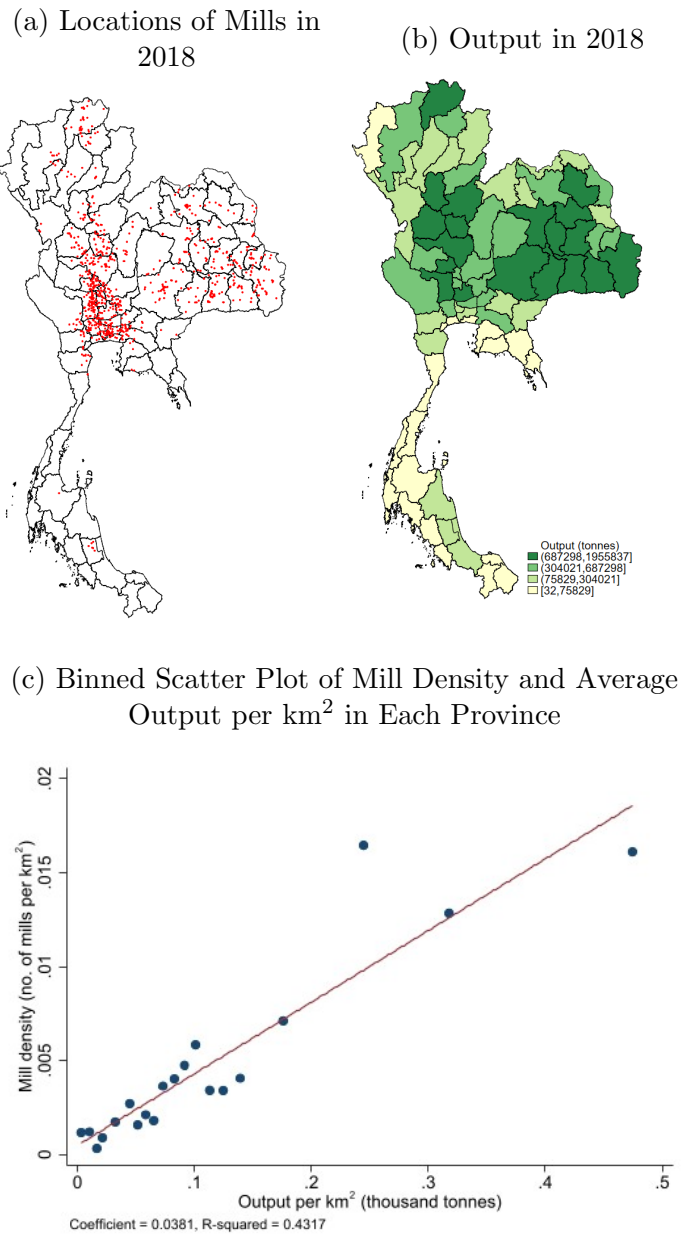 (a) Locations of Mills in
2018
(b) Output in 2018
Output (tonnes)
(687298,1955837]
(304021,687298]
(75829,304021]
[32,75829]
(c) Binned Scatter Plot of Mill Density and Average
Output per km² in Each Province
Mill density (no. of mills per km²)
.02
.015
.01
.005
0
0 .1 .2 .3 .4 .5
Output per km² (thousand tonnes)
Coefficient = 0.0381, R-squared = 0.4317